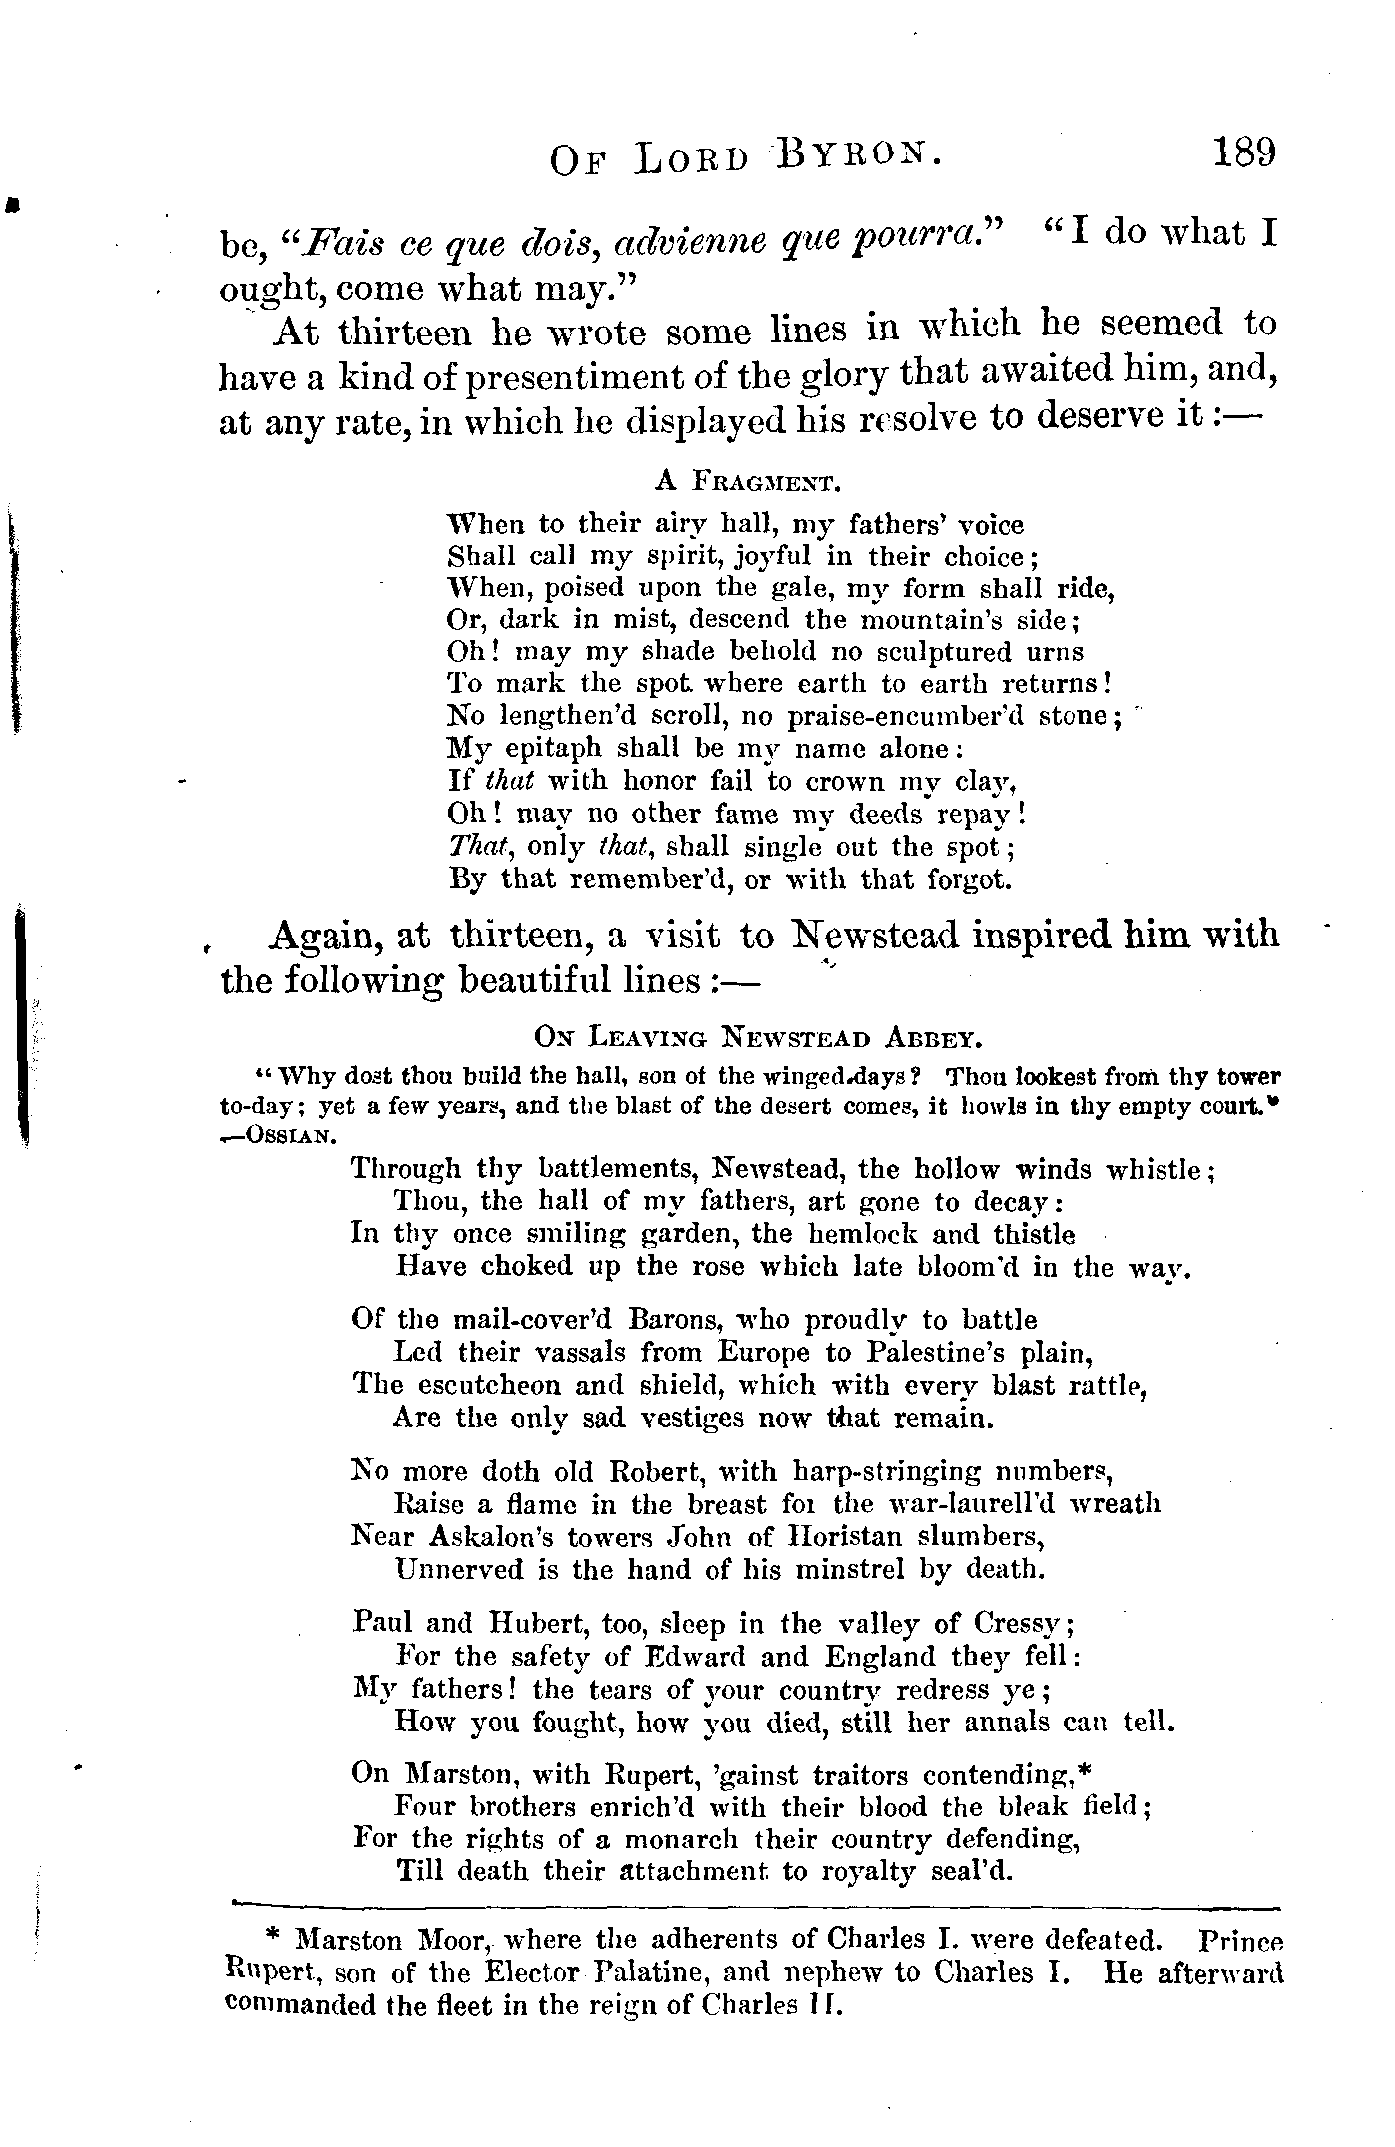 OF LORD BYRON. 189
be, "Fais ce que dois, advienne que pourra." "I do what I
ought, come what may."
At thirteen he wrote some lines in which he seemed to
have a kind of presentiment of the glory that awaited him, and,
at any rate, in which he displayed his resolve to deserve it :—
A FRAGMENT.
When to their airy hall, my fathers' voice
Shall call my spirit, joyful in their choice;
When, poised upon the gale, my form shall ride,
Or, dark in mist, descend the mountain's side;
Oh! may my shade behold no sculptured urns
To mark the spot where earth to earth returns!
No lengthen'd scroll, no praise-encumber'd stone;
My epitaph shall be my name alone:
If that with honor fail to crown my clay,
Oh! may no other fame my deeds repay!
That, only that, shall single out the spot;
By that remember'd, or with that forgot.
Again, at thirteen, a visit to Newstead inspired him with
the following beautiful lines :—
ON LEAVING NEWSTEAD ABBEY.
"Why dost thou build the hall, son of the winged days? Thou lookest from thy tower
to-day; yet a few years, and the blast of the desert comes, it howls in thy empty court."
—OSSIAN.
Through thy battlements, Newstead, the hollow winds whistle;
Thou, the hall of my fathers, art gone to decay:
In thy once smiling garden, the hemlock and thistle
Have choked up the rose which late bloom'd in the way.
Of the mail-cover'd Barons, who proudly to battle
Led their vassals from Europe to Palestine's plain,
The escutcheon and shield, which with every blast rattle,
Are the only sad vestiges now that remain.
No more doth old Robert, with harp-stringing numbers,
Raise a flame in the breast for the war-laurell'd wreath
Near Askalon's towers John of Horistan slumbers,
Unnerved is the hand of his minstrel by death.
Paul and Hubert, too, sleep in the valley of Cressy;
For the safety of Edward and England they fell:
My fathers! the tears of your country redress ye;
How you fought, how you died, still her annals can tell.
On Marston, with Rupert, 'gainst traitors contending,*
Four brothers enrich'd with their blood the bleak field;
For the rights of a monarch their country defending,
Till death their attachment to royalty seal'd.
* Marston Moor, where the adherents of Charles I. were defeated. Prince
Rupert, son of the Elector Palatine, and nephew to Charles I. He afterward
commanded the fleet in the reign of Charles II.